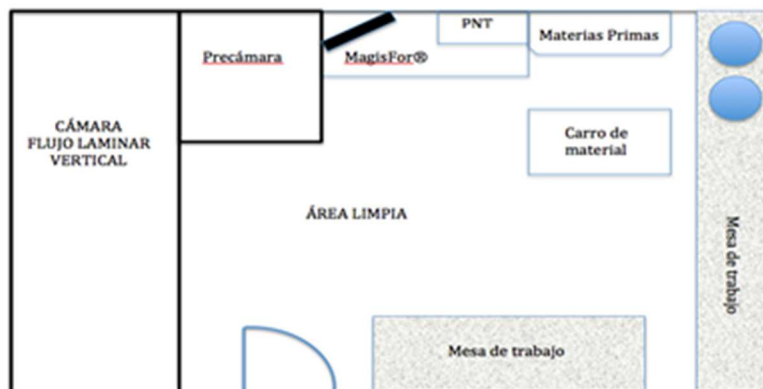 PNT
Precámara
MagisFor®
Materias Primas
CÁMARA
FLUJO LAMINAR
VERTICAL
Carro de
material
ÁREA LIMPIA
Mesa de trabajo
Mesa de trabajo